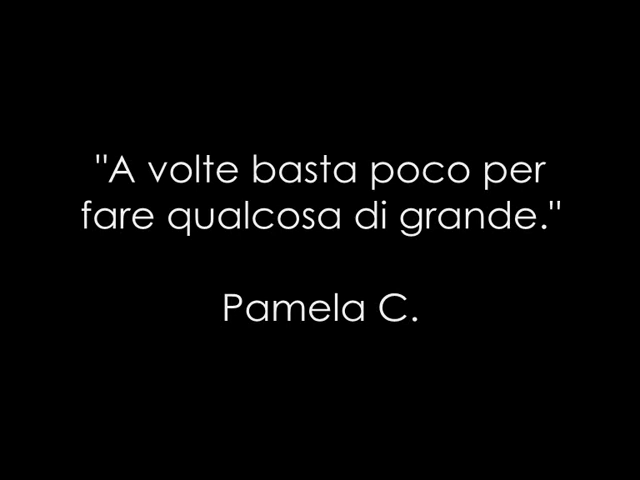 "A volte basta poco per
fare qualcosa di grande."
Pamela C.